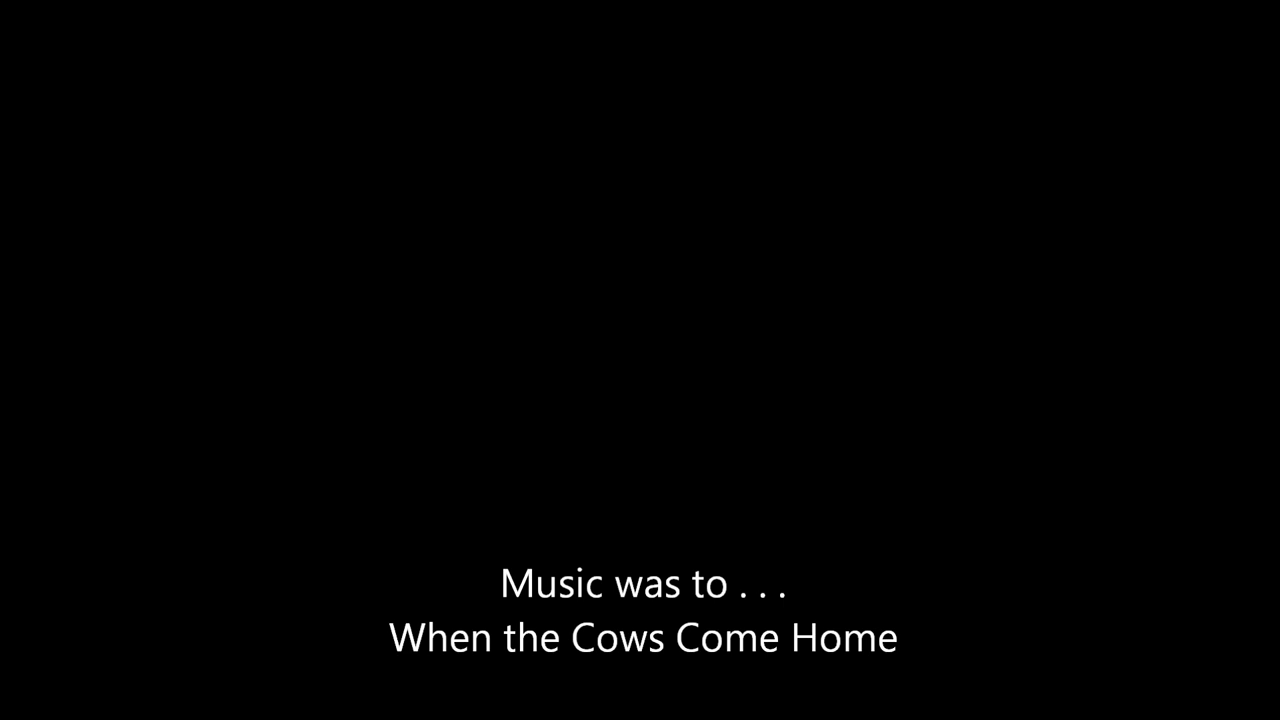 Music was to . . .
When the Cows Come Home